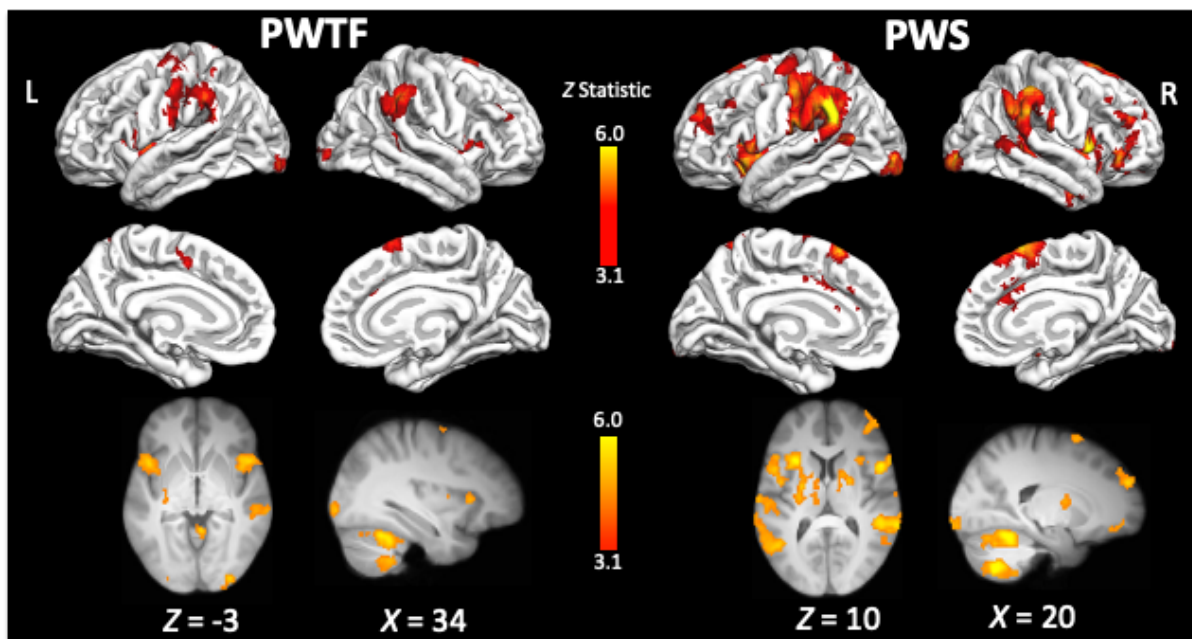 PWTF
PWS
L
Z Statistic
R
6.0
3.1
6.0
3.1
Z = -3
X = 34
Z = 10
X = 20